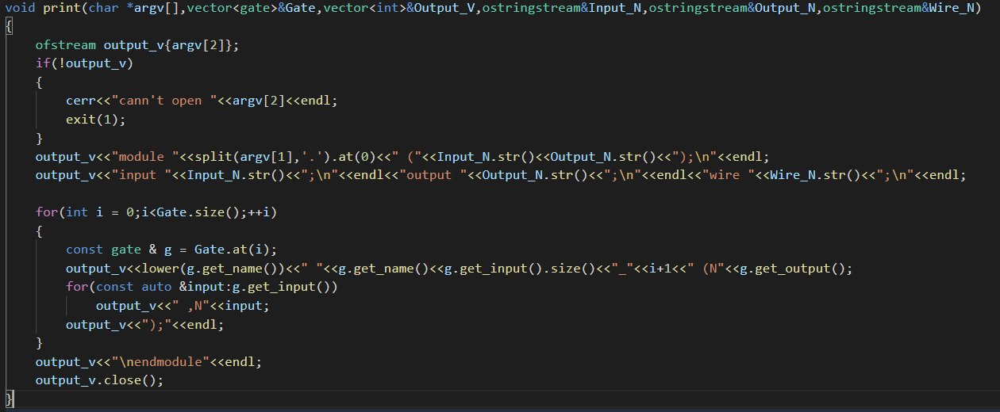 void print(char *argv[],vector<gate>&Gate,vector<int>&Output_V,ostringstream&Input_N,ostringstream&Output_N,ostringstream&Wire_N)
{
    ofstream output_v{argv[2]};
    if(!output_v)
    {
        cerr<<"cann't open "<<argv[2]<<endl;
        exit(1);
    }
    output_v<<"module "<<split(argv[1],'.').at(0)<<" ("<<Input_N.str()<<Output_N.str()<<");\n"<<endl;
    output_v<<"input "<<Input_N.str()<<";\n"<<endl<<"output "<<Output_N.str()<<";\n"<<endl<<"wire "<<Wire_N.str()<<";\n"<<endl;

    for(int i = 0;i<Gate.size();++i)
    {
        const gate & g = Gate.at(i);
        output_v<<lower(g.get_name())<<" "<<g.get_name()<<g.get_input().size()<<"_"<<i+1<<" (N"<<g.get_output();
        for(const auto &input:g.get_input())
            output_v<<" ,N"<<input;
        output_v<<");"<<endl;
    }
    output_v<<"\nendmodule"<<endl;
    output_v.close();
}